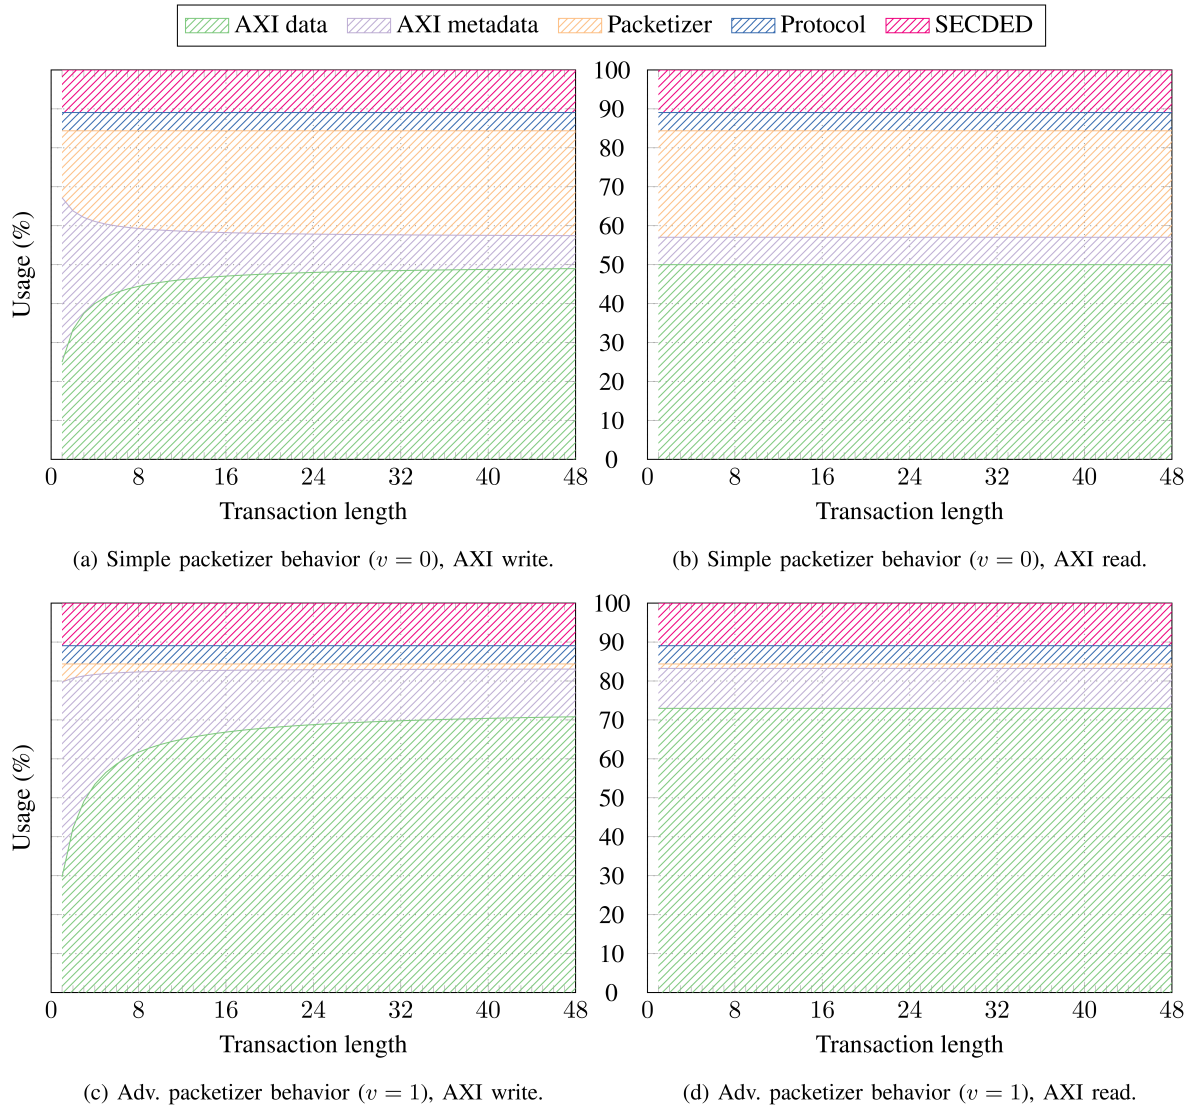 AXI data AXI metadata Packetizer Protocol SECDED
Usage (%)
0 8 16 24 32 40 48
Transaction length
(a) Simple packetizer behavior (v = 0), AXI write.
100
90
80
70
60
50
40
30
20
10
0
0 8 16 24 32 40 48
Transaction length
(b) Simple packetizer behavior (v = 0), AXI read.
Usage (%)
0 8 16 24 32 40 48
Transaction length
(c) Adv. packetizer behavior (v = 1), AXI write.
100
90
80
70
60
50
40
30
20
10
0
0 8 16 24 32 40 48
Transaction length
(d) Adv. packetizer behavior (v = 1), AXI read.